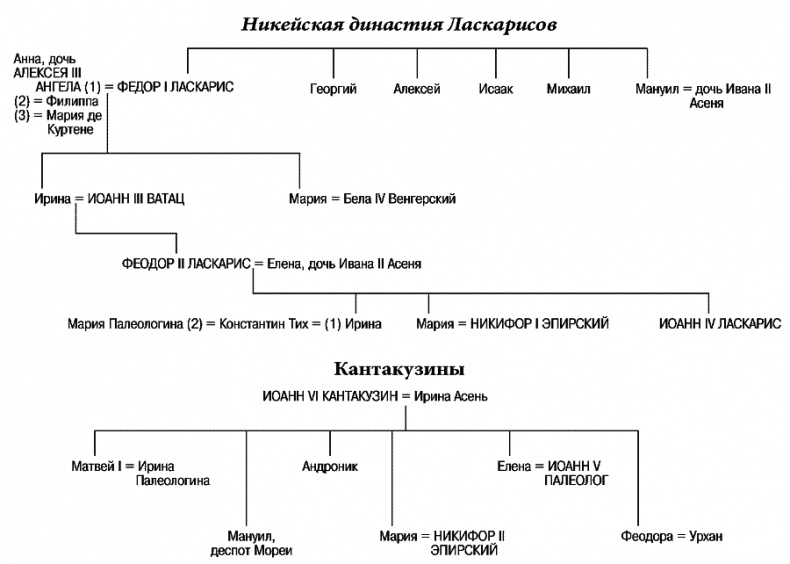 Никейская династия Ласкарисов
Анна, дочь
АЛЕКСЕЯ III
АНГЕЛА (1) = ФЕДОР I ЛАСКАРИС
(2) = Филиппа
(3) = Мария де
Куртене
Георгий
Алексей
Исаак
Михаил
Мануил = дочь Ивана II
Асеня
Ирина = ИОАНН III ВАТАЦ
Мария = Бела IV Венгерский
ФЕОДОР II ЛАСКАРИС = Елена, дочь Ивана II Асеня
Мария Палеологина (2) = Константин Тих = (1) Ирина
Мария = НИКИФОР I ЭПИРСКИЙ
ИОАНН IV ЛАСКАРИС
Кантакузины
ИОАНН VI КАНТАКУЗИН = Ирина Асень
Матвей I = Ирина
Палеологина
Андроник
Елена = ИОАНН V
ПАЛЕОЛОГ
Мануил,
деспот Мореи
Мария = НИКИФОР II
ЭПИРСКИЙ
Феодора = Урхан